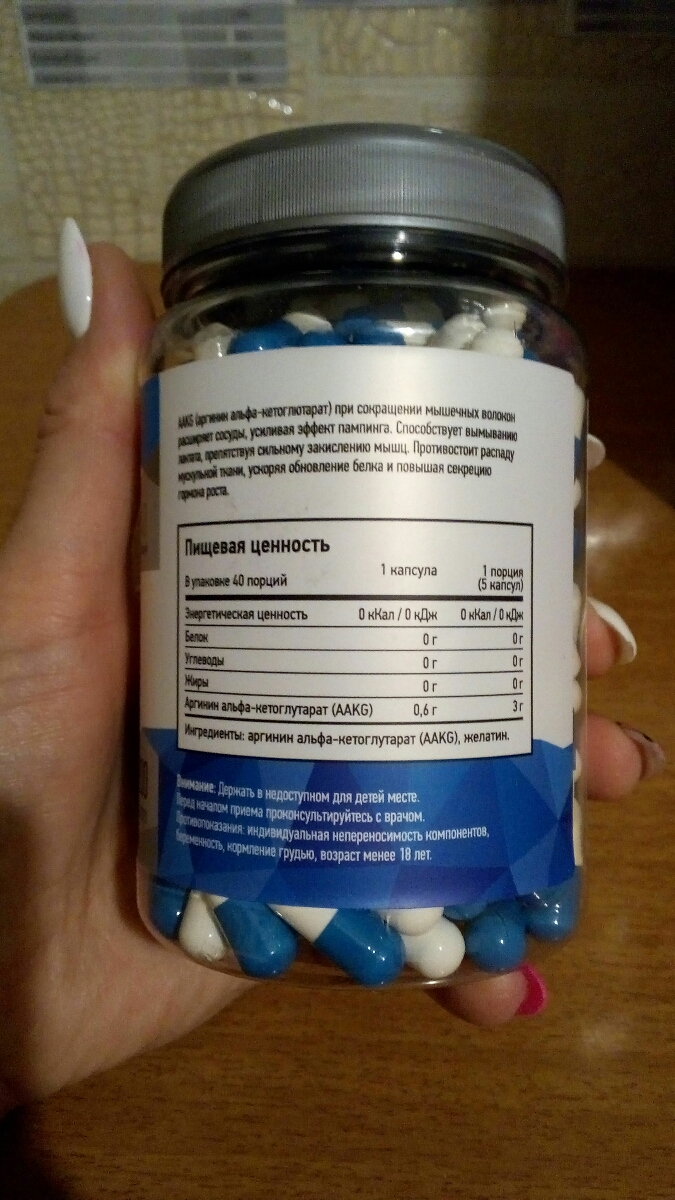 AAKG (аргинин альфа-кетоглютарат) при сокращении мышечных волокон
расширяет сосуды, усиливая эффект пампинга. Способствует вымыванию
лактата, препятствуя сильному закислению мышц. Противостоит распаду
мускульной ткани, ускоряя обновление белка и повышая секрецию
гормона роста.
Пищевая ценность
В упаковке 40 порций 1 капсула 1 порция
(5 капсул)
Энергетическая ценность 0 кКал / 0 кДж 0 кКал / 0 кДж
Белок 0 г 0 г
Углеводы 0 г 0 г
Жиры 0 г 0 г
Аргинин альфа-кетоглутарат (AAKG) 0,6 г 3 г
Ингредиенты: аргинин альфа-кетоглутарат (AAKG), желатин.
Внимание: Держать в недоступном для детей месте.
Перед началом приема проконсультируйтесь с врачом.
Противопоказания: индивидуальная непереносимость компонентов,
беременность, кормление грудью, возраст менее 18 лет.